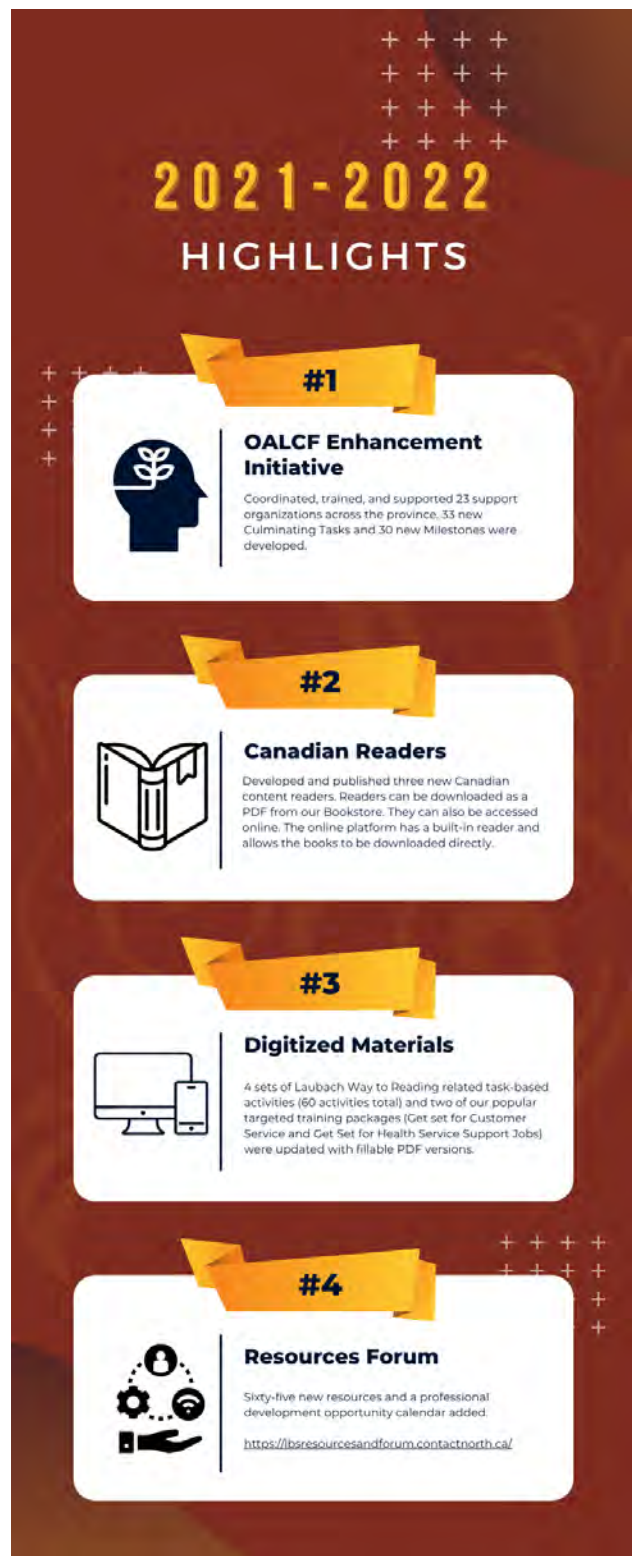 2021-2022
HIGHLIGHTS
#1
OALCF Enhancement
Initiative
Coordinated, trained, and supported 23 support
organizations across the province. 33 new
Culminating Tasks and 30 new Milestones were
developed.
#2
Canadian Readers
Developed and published three new Canadian
content readers. Readers can be downloaded as a
PDF from our Bookstore. They can also be accessed
online. The online platform has a built-in reader and
allows the books to be downloaded directly.
#3
Digitized Materials
4 sets of Laubach Way to Reading related task-based
activities (60 activities total) and two of our popular
targeted training packages (Get set for Customer
Service and Get Set for Health Service Support Jobs)
were updated with fillable PDF versions.
#4
Resources Forum
Sixty-five new resources and a professional
development opportunity calendar added.
https://lbsresourcesandforum.contactnorth.ca/